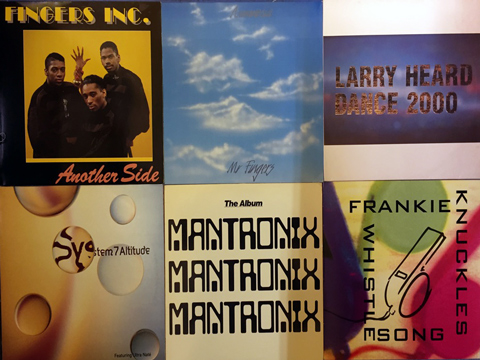 FINGERS INC.
Another Side
Mr Fingers
LARRY HEARD
DANCE 2000
System 7 Altitude
The Album
MANTRONIX
MANTRONIX
MANTRONIX
FRANKIE
KNUCKLES
WHISTLE
SONG